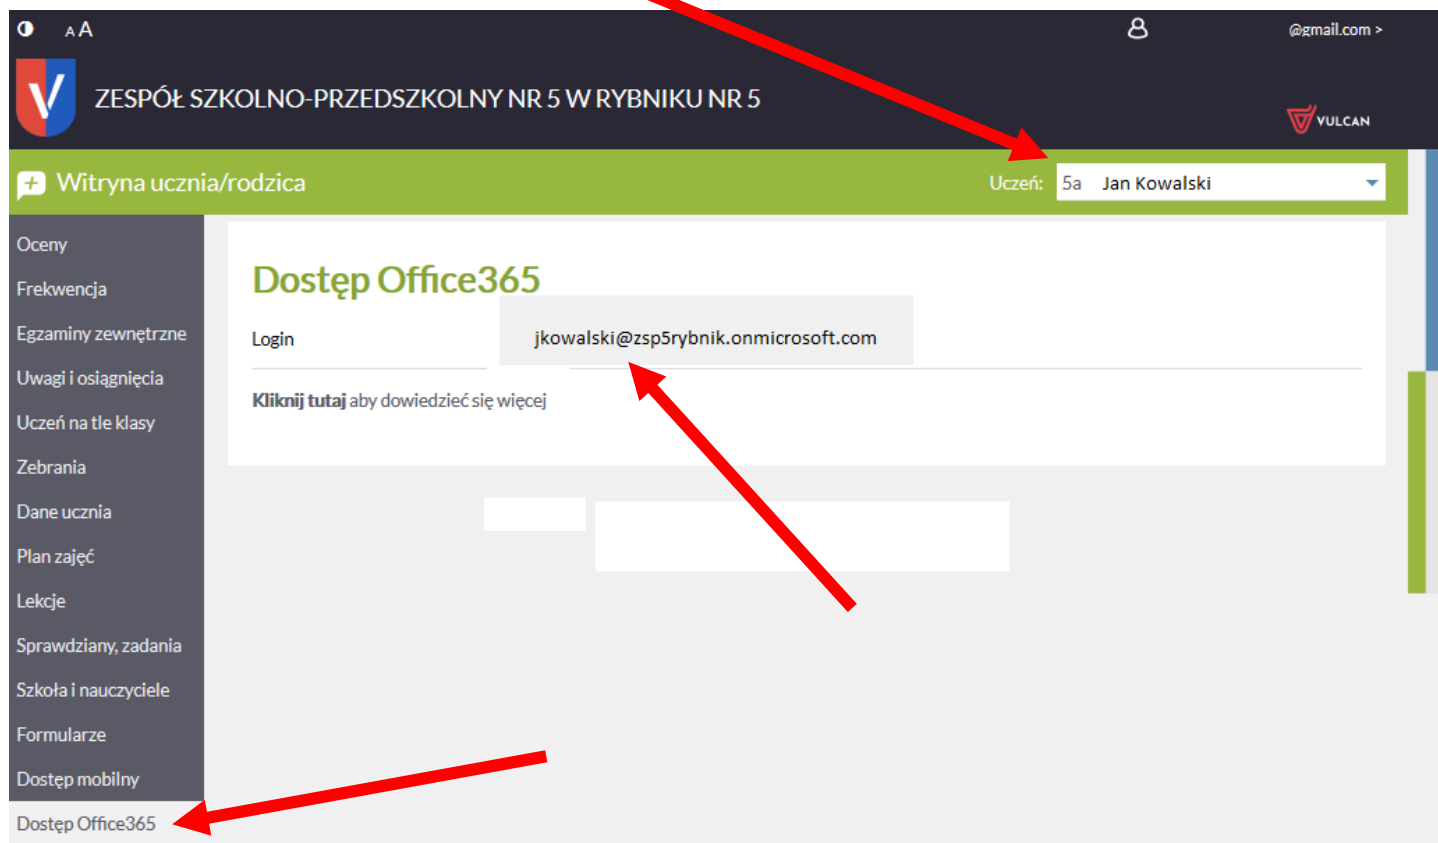 A A
@gmail.com >
ZESPÓŁ SZKOLNO-PRZEDSZKOLNY NR 5 W RYBNIKU NR 5
VULCAN
Witryna ucznia/rodzica
Uczeń: 5a Jan Kowalski
Oceny
Frekwencja
Egzaminy zewnętrzne
Uwagi i osiągnięcia
Uczeń na tle klasy
Zebrania
Dane ucznia
Plan zajęć
Lekcje
Sprawdziany, zadania
Szkoła i nauczyciele
Formularze
Dostęp mobilny
Dostęp Office365
Dostęp Office365
Login jkowalski@zsp5rybnik.onmicrosoft.com
Kliknij tutaj aby dowiedzieć się więcej